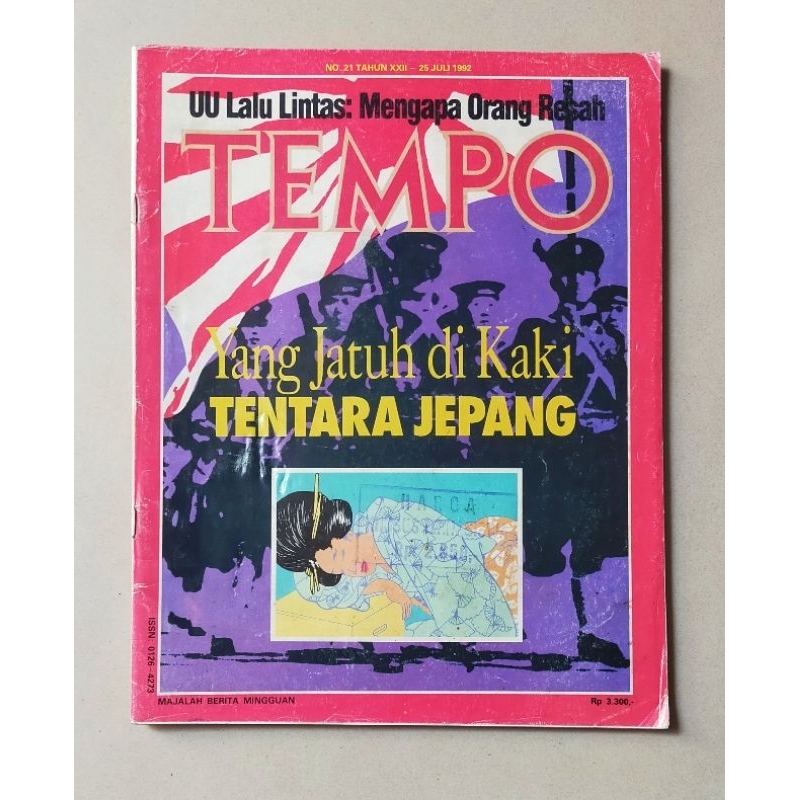 NO. 21 TAHUN XXII – 25 JULI 1992
UU Lalu Lintas: Mengapa Orang Resah
TEMPO
Yang Jatuh di Kaki
TENTARA JEPANG
ISSN: 0126-4273
MAJALAH BERITA MINGGUAN
Rp 3.300,-